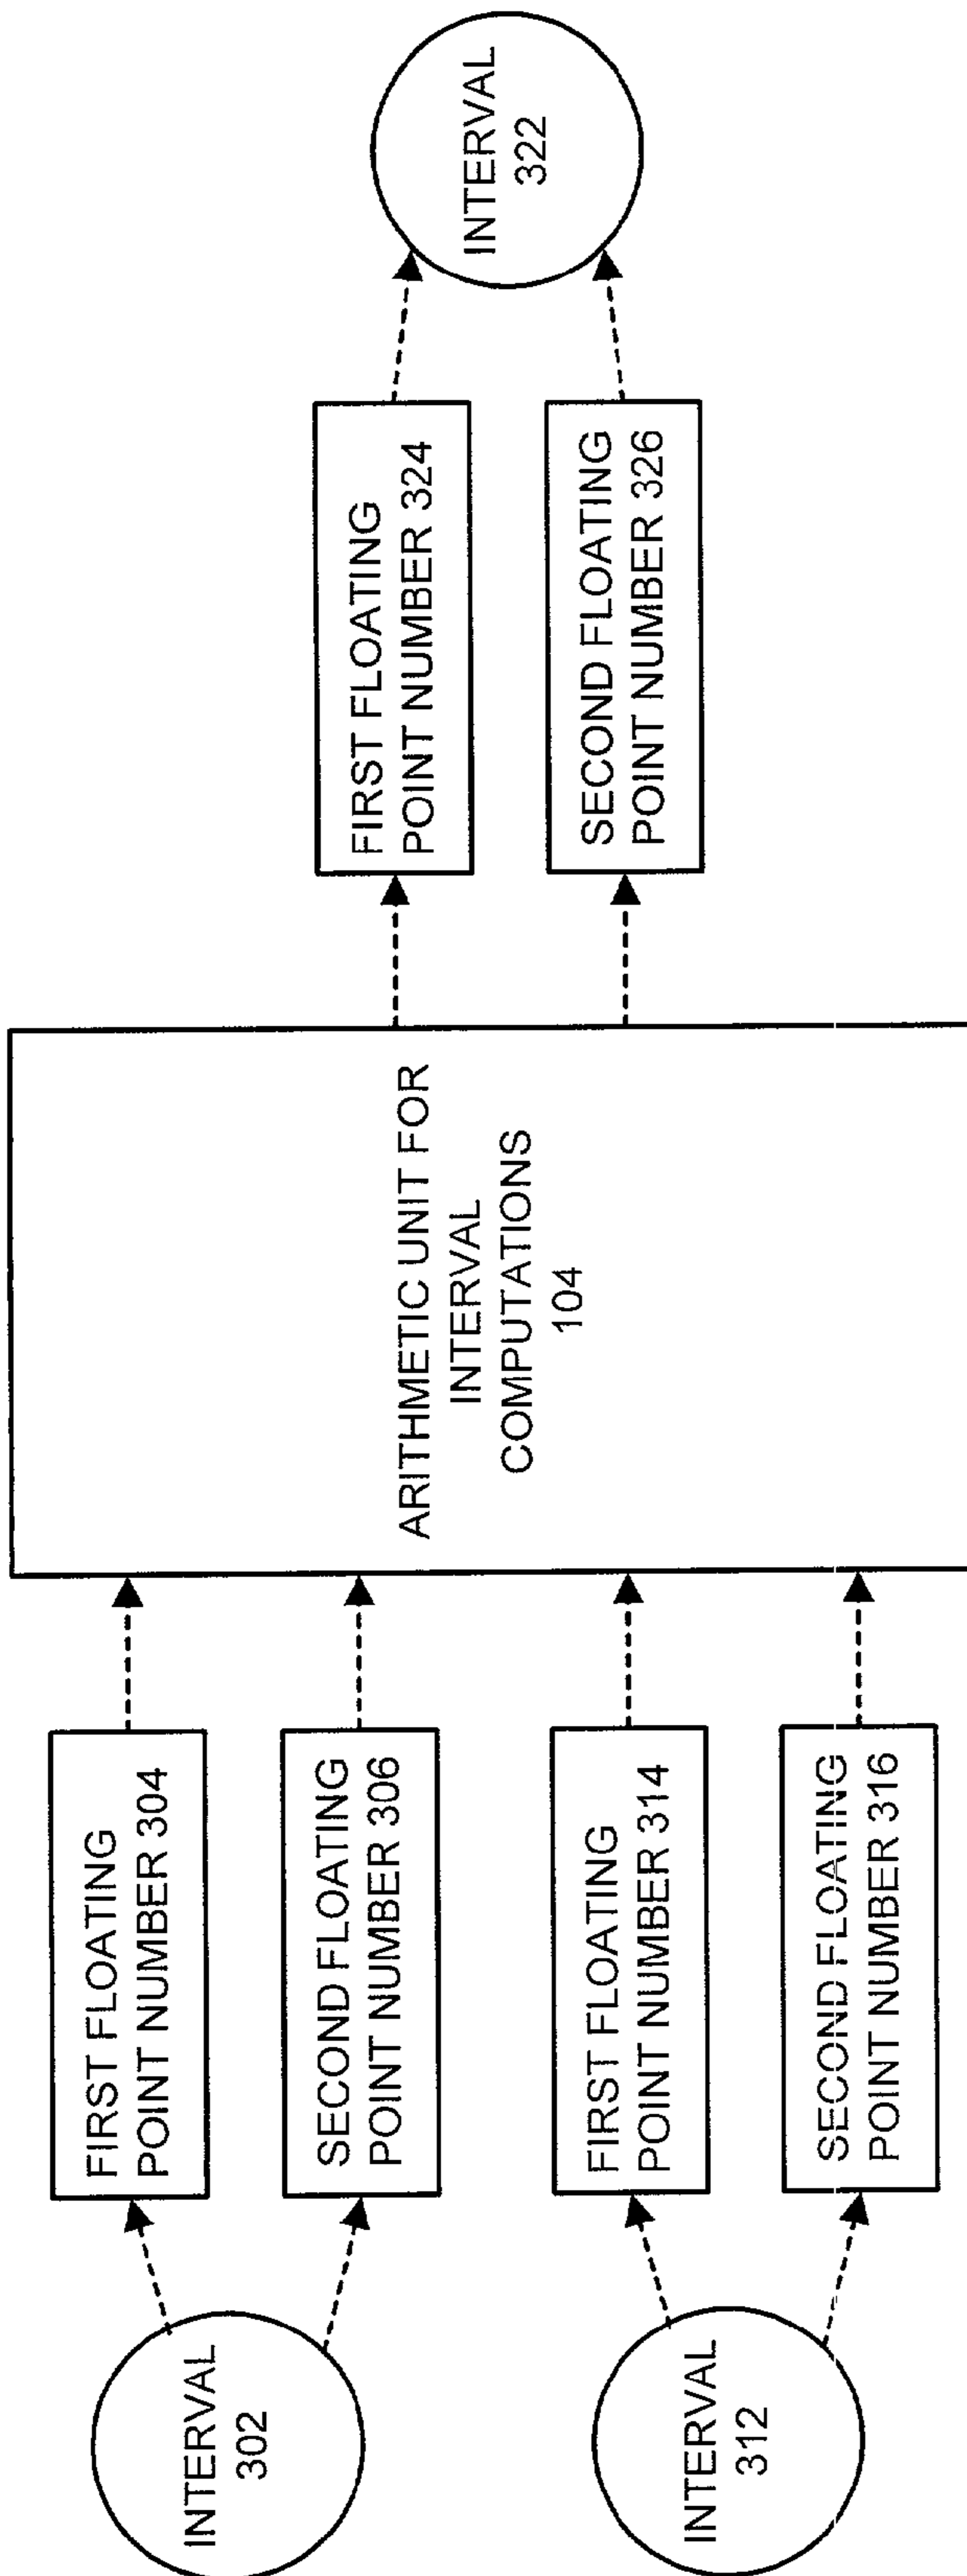 INTERVAL
302
FIRST FLOATING
POINT NUMBER 304
SECOND FLOATING
POINT NUMBER 306
INTERVAL
312
FIRST FLOATING
POINT NUMBER 314
SECOND FLOATING
POINT NUMBER 316
ARITHMETIC UNIT FOR
INTERVAL
COMPUTATIONS
104
FIRST FLOATING
POINT NUMBER 324
SECOND FLOATING
POINT NUMBER 326
INTERVAL
322